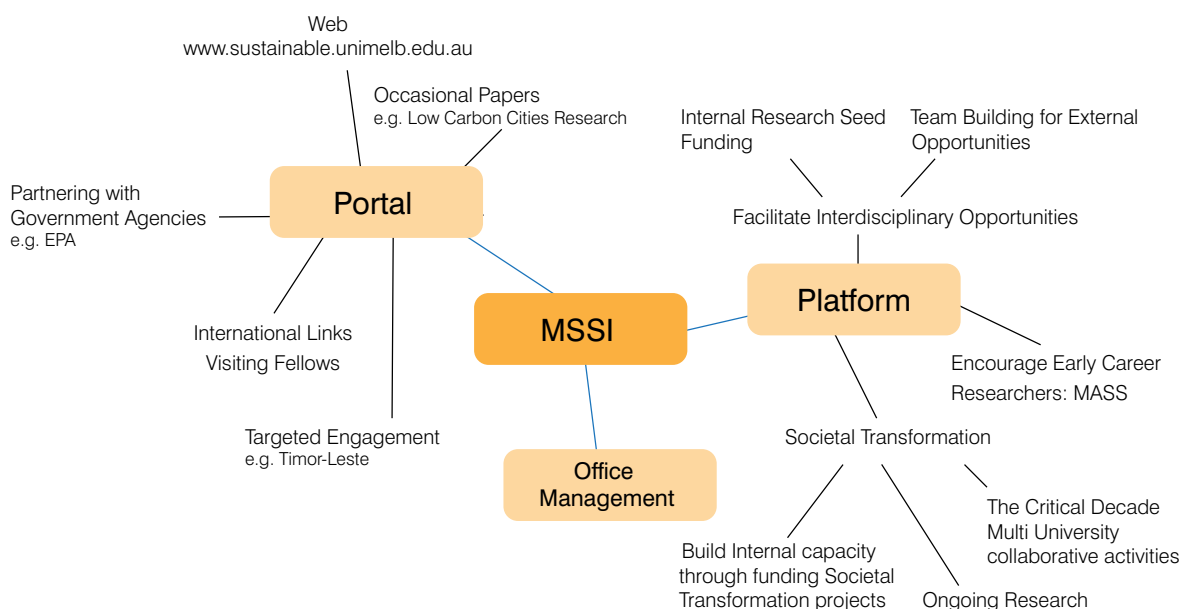 Web
www.sustainable.unimelb.edu.au
Occasional Papers
e.g. Low Carbon Cities Research
Partnering with
Government Agencies
e.g. EPA
Portal
International Links
Visiting Fellows
Targeted Engagement
e.g. Timor-Leste
MSSI
Office
Management
Internal Research Seed
Funding
Team Building for External
Opportunities
Facilitate Interdisciplinary Opportunities
Platform
Encourage Early Career
Researchers: MASS
Societal Transformation
Build Internal capacity
through funding Societal
Transformation projects
Ongoing Research
The Critical Decade
Multi University
collaborative activities